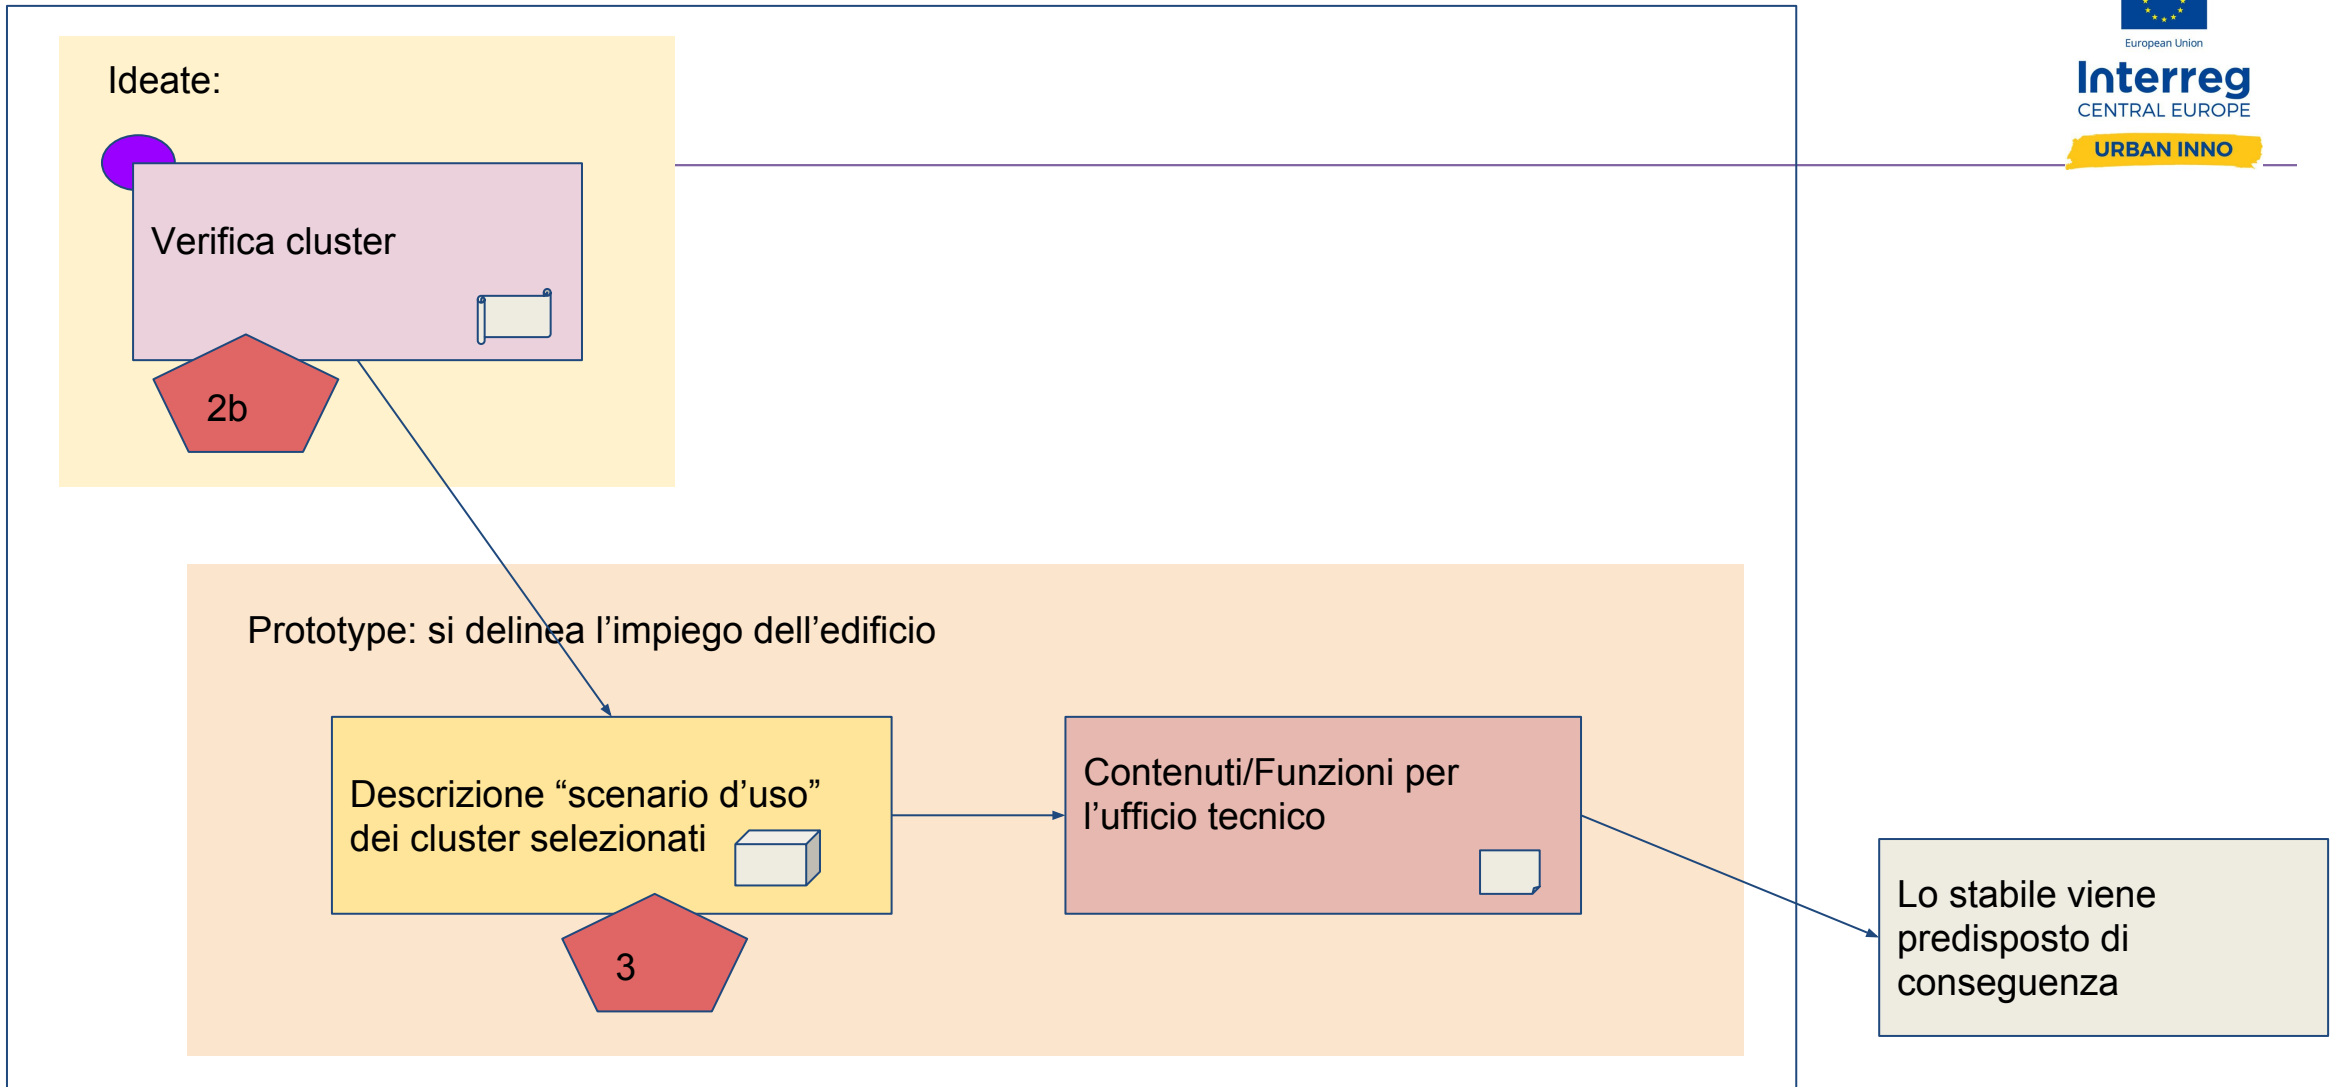 European Union
Interreg
CENTRAL EUROPE
URBAN INNO
Ideate:
Verifica cluster
2b
Prototype: si delinea l’impiego dell’edificio
Descrizione “scenario d’uso”
dei cluster selezionati
3
Contenuti/Funzioni per
l’ufficio tecnico
Lo stabile viene
predisposto di
conseguenza